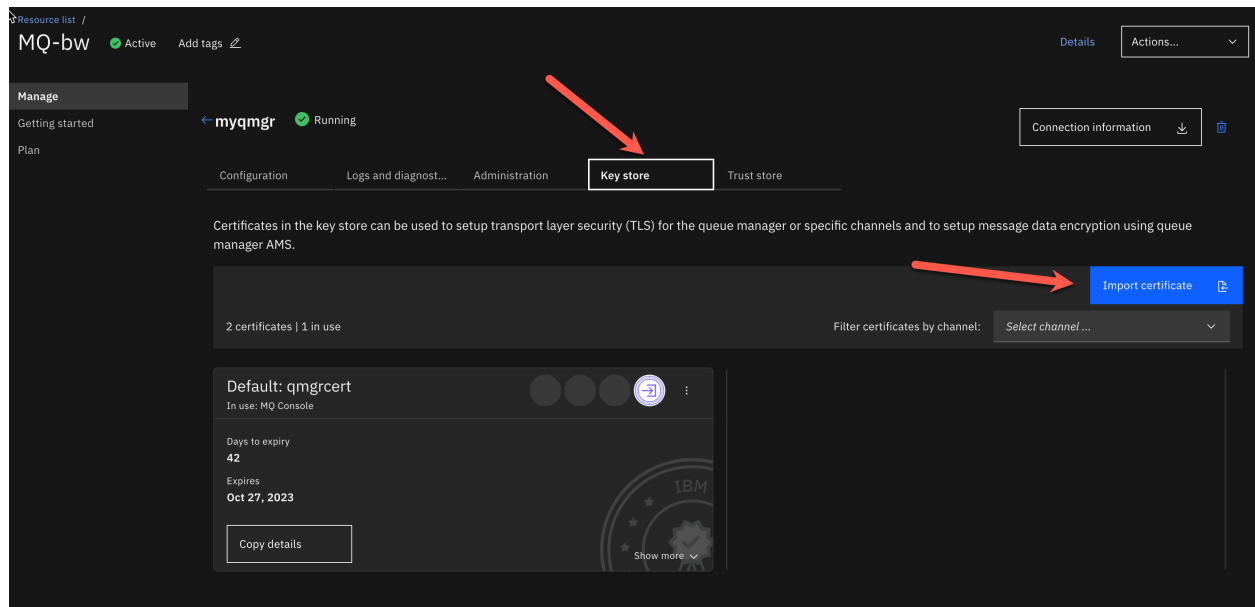 Resource list /
MQ-bw Active Add tags Details Actions...
Manage
Getting started
Plan
myqmgr Running Connection information
Configuration Logs and diagnost... Administration Key store Trust store
Certificates in the key store can be used to setup transport layer security (TLS) for the queue manager or specific channels and to setup message data encryption using queue
manager AMS.
Import certificate
2 certificates | 1 in use Filter certificates by channel: Select channel ...
Default: qmgrcert
In use: MQ Console
Days to expiry
42
Expires
Oct 27, 2023
IBM
Copy details
Show more